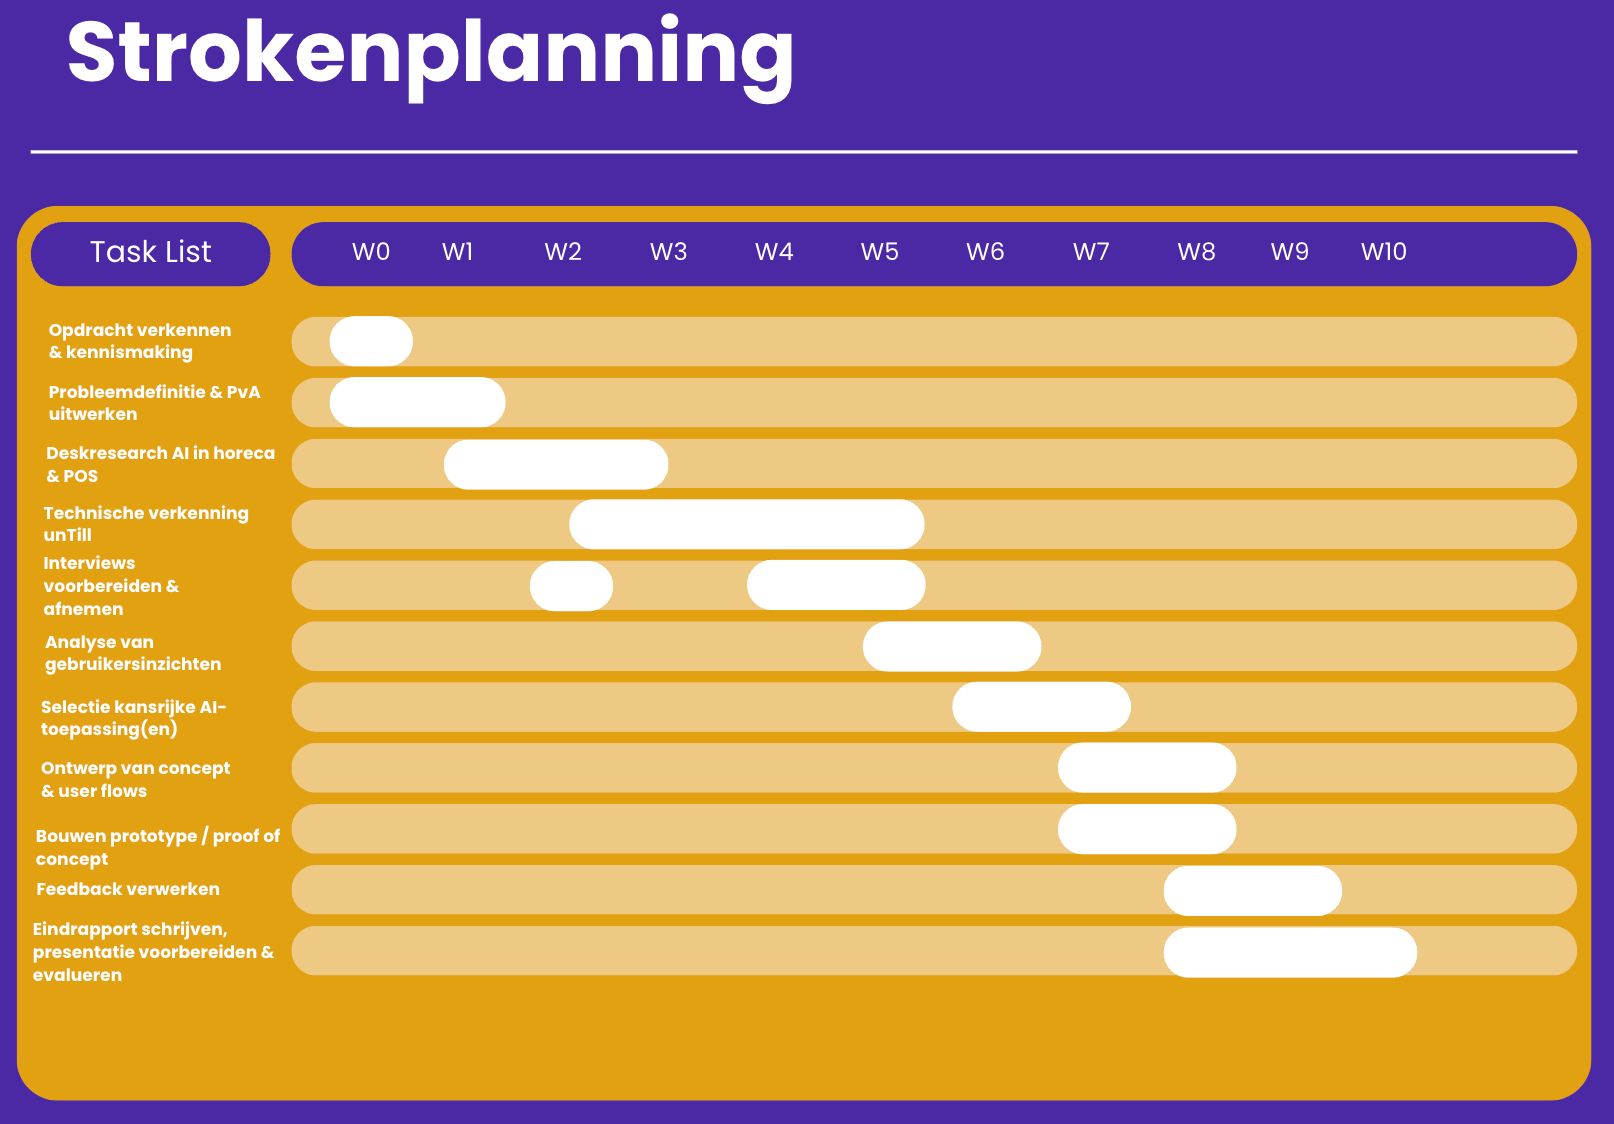 Strokenplanning
Task List
W0 W1 W2 W3 W4 W5 W6 W7 W8 W9 W10
Opdracht verkennen
& kennismaking
Probleemdefinitie & PvA
uitwerken
Deskresearch AI in horeca
& POS
Technische verkenning
unTill
Interviews
voorbereiden &
afnemen
Analyse van
gebruikersinzichten
Selectie kansrijke AI-
toepassing(en)
Ontwerp van concept
& user flows
Bouwen prototype / proof of
concept
Feedback verwerken
Eindrapport schrijven,
presentatie voorbereiden &
evalueren